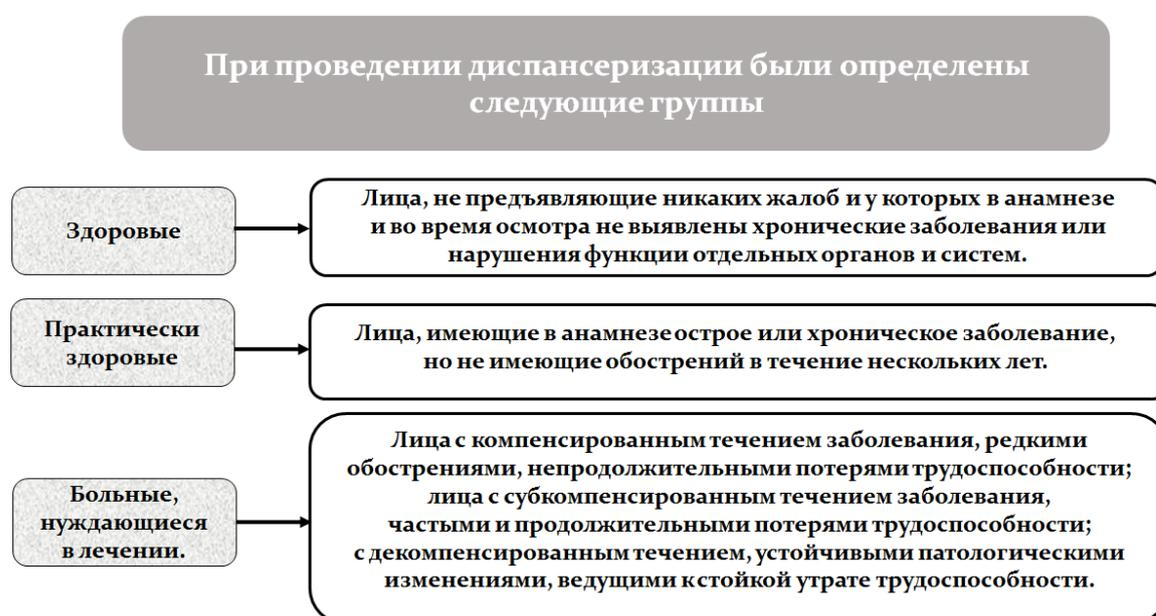 При проведении диспансеризации были определены
следующие группы
Здоровые
Лица, не предъявляющие никаких жалоб и у которых в анамнезе
и во время осмотра не выявлены хронические заболевания или
нарушения функции отдельных органов и систем.
Практически
здоровые
Лица, имеющие в анамнезе острое или хроническое заболевание,
но не имеющие обострений в течение нескольких лет.
Больные,
нуждающиеся
в лечении.
Лица с компенсированным течением заболевания, редкими
обострениями, непродолжительными потерями трудоспособности;
лица с субкомпенсированным течением заболевания,
частыми и продолжительными потерями трудоспособности;
с декомпенсированным течением, устойчивыми патологическими
изменениями, ведущими к стойкой утрате трудоспособности.